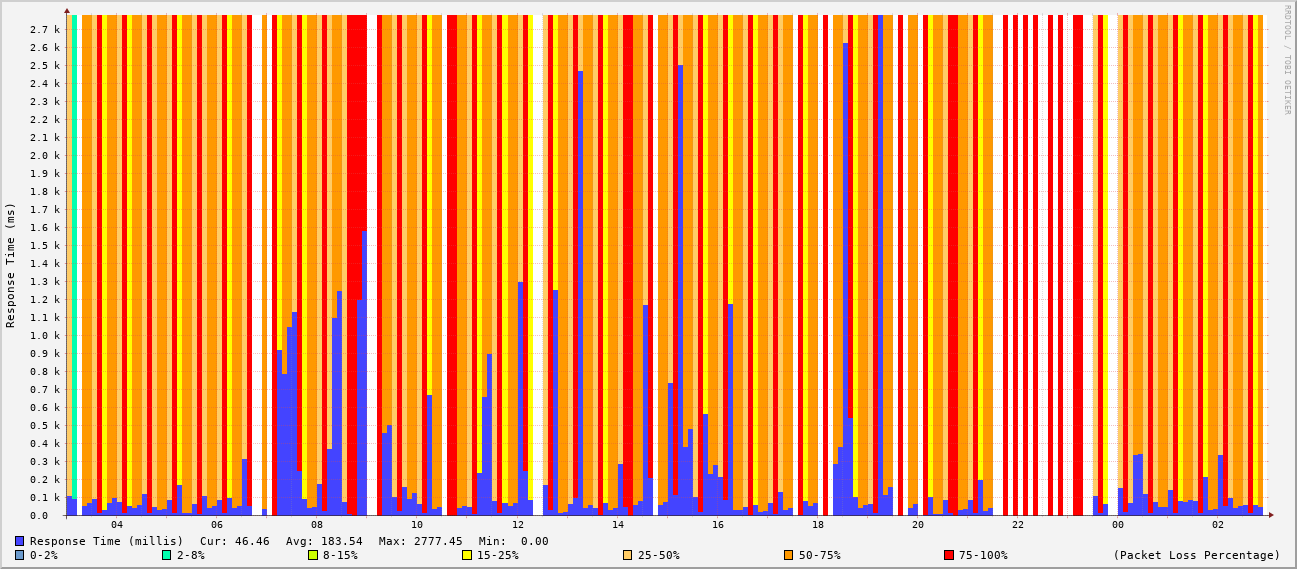 RRDTOOL / TOBI OETIKER
Response Time (ms)
2.7 k
2.6 k
2.5 k
2.4 k
2.3 k
2.2 k
2.1 k
2.0 k
1.9 k
1.8 k
1.7 k
1.6 k
1.5 k
1.4 k
1.3 k
1.2 k
1.1 k
1.0 k
0.9 k
0.8 k
0.7 k
0.6 k
0.5 k
0.4 k
0.3 k
0.2 k
0.1 k
0.0
04 06 08 10 12 14 16 18 20 22 00 02
Response Time (millis) Cur: 46.46 Avg: 183.54 Max: 2777.45 Min: 0.00
0-2% 2-8% 8-15% 15-25% 25-50% 50-75% 75-100% (Packet Loss Percentage)